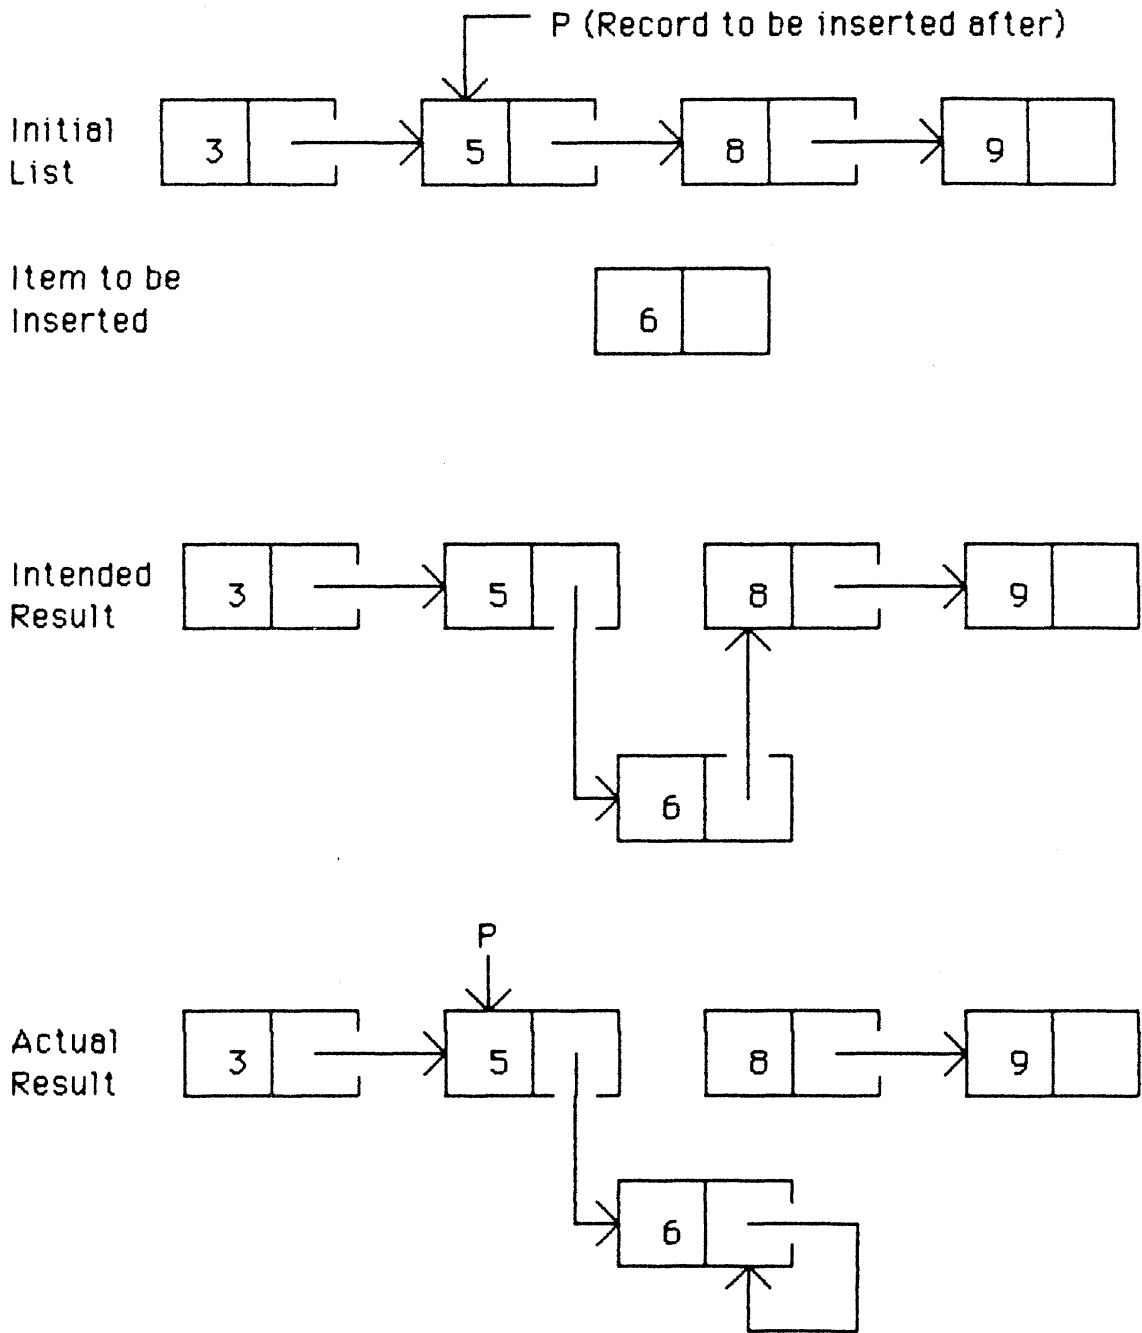 P (Record to be inserted after)
Initial
List
3 5 8 9
Item to be
Inserted
6
Intended
Result
3 5 8 9
6
P
Actual
Result
3 5 8 9
6